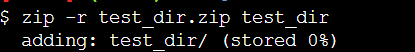 $ zip -r test_dir.zip test_dir
  adding: test_dir/ (stored 0%)